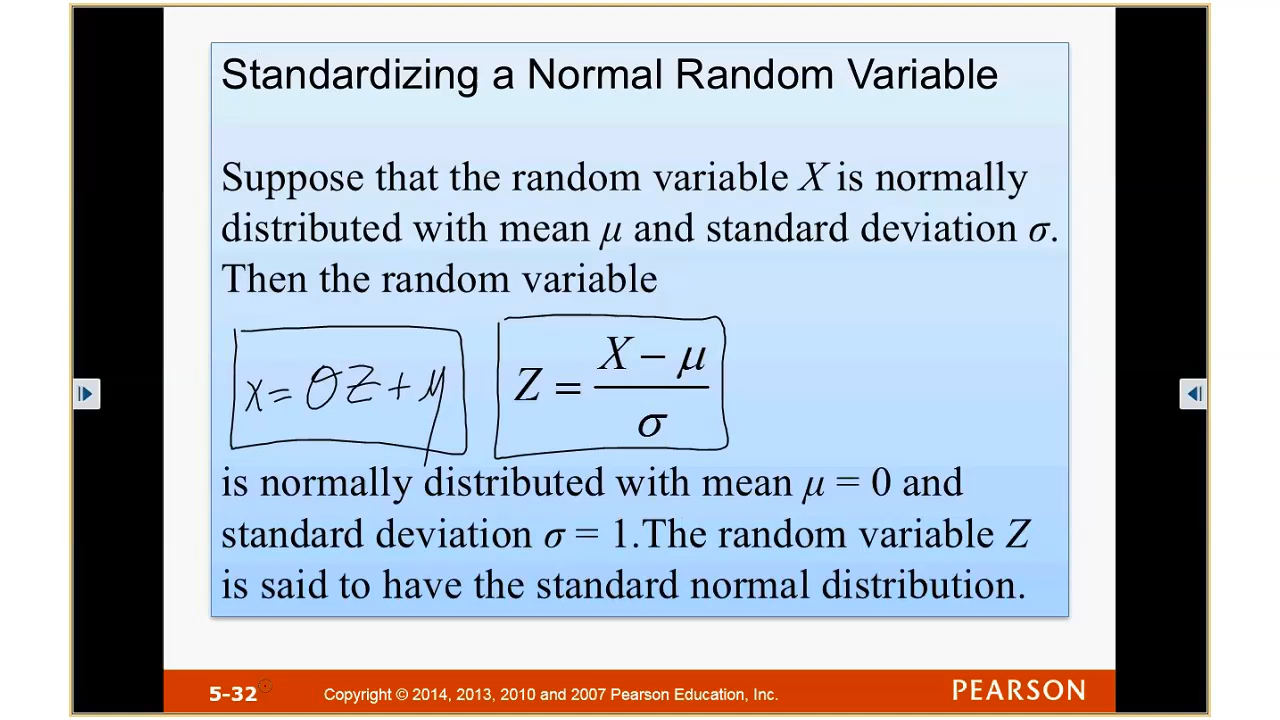 Standardizing a Normal Random Variable
Suppose that the random variable X is normally
distributed with mean μ and standard deviation σ.
Then the random variable
x = σZ + μ
Z = (X − μ) / σ
is normally distributed with mean μ = 0 and
standard deviation σ = 1.The random variable Z
is said to have the standard normal distribution.
5-32
Copyright © 2014, 2013, 2010 and 2007 Pearson Education, Inc.
PEARSON